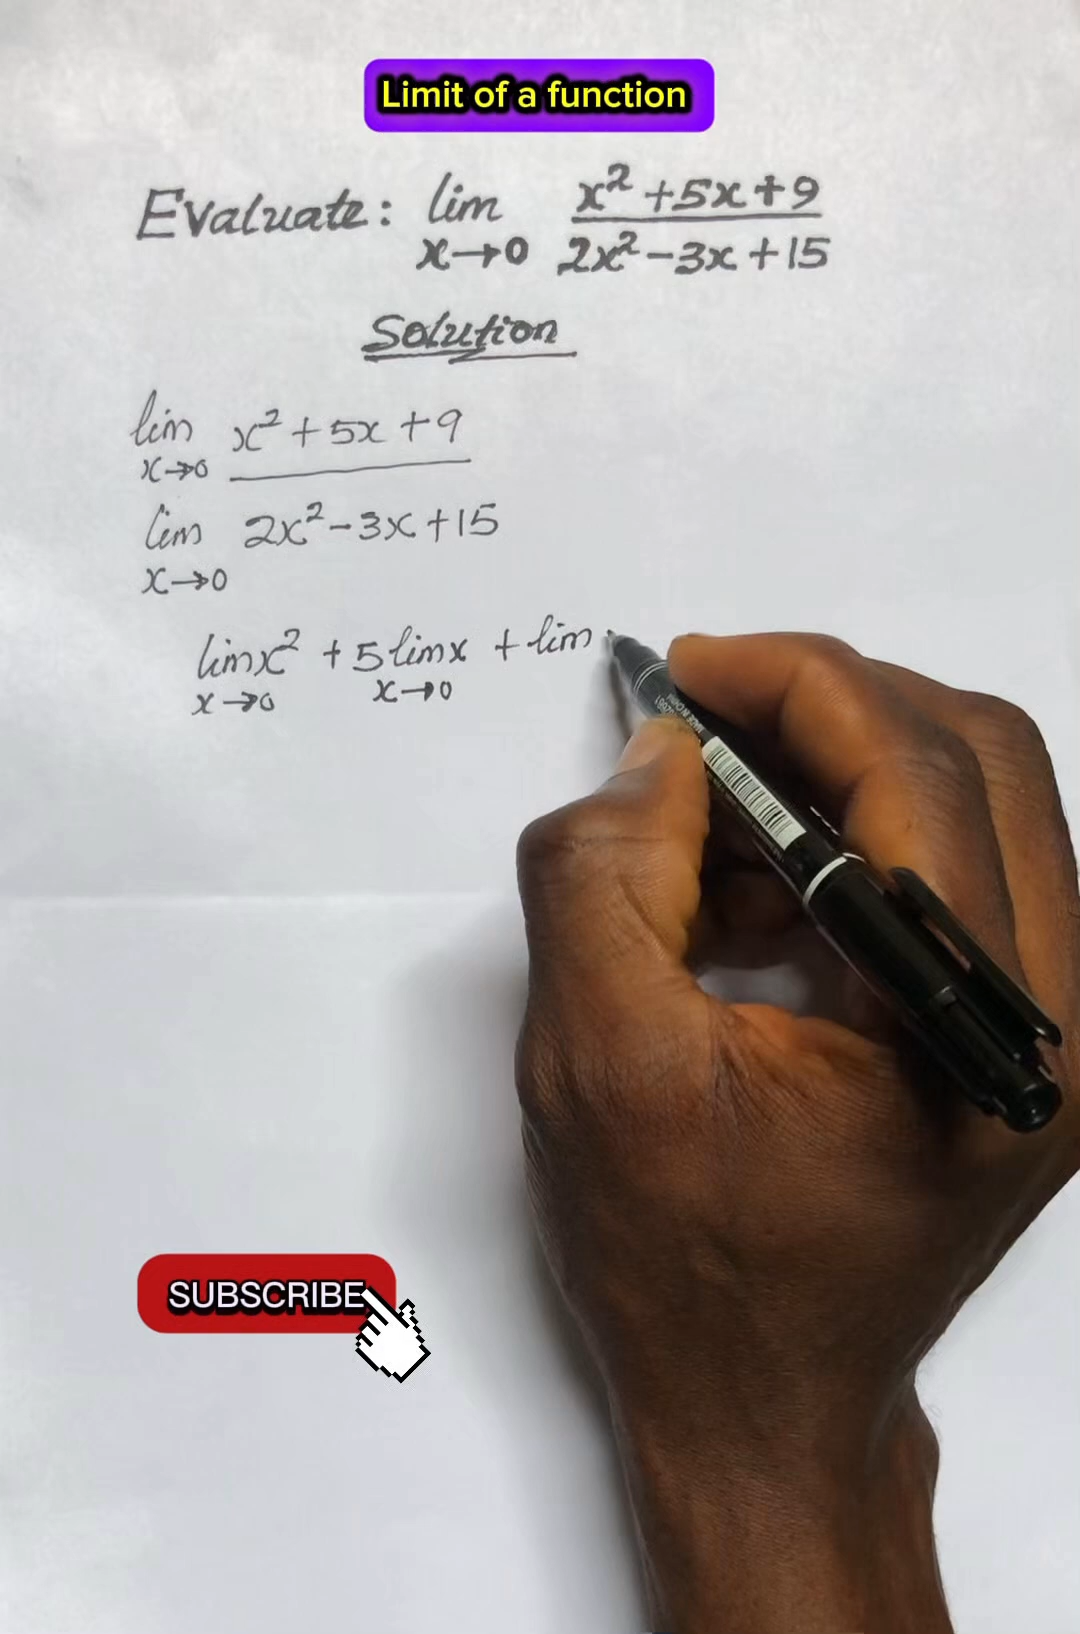 Limit of a function
Evaluate: lim x²+5x+9
x→0 2x²-3x+15
Solution
lim x²+5x+9
x→0
lim 2x²-3x+15
x→0
lim x² + 5 lim x + lim
x→0 x→0
SUBSCRIBE